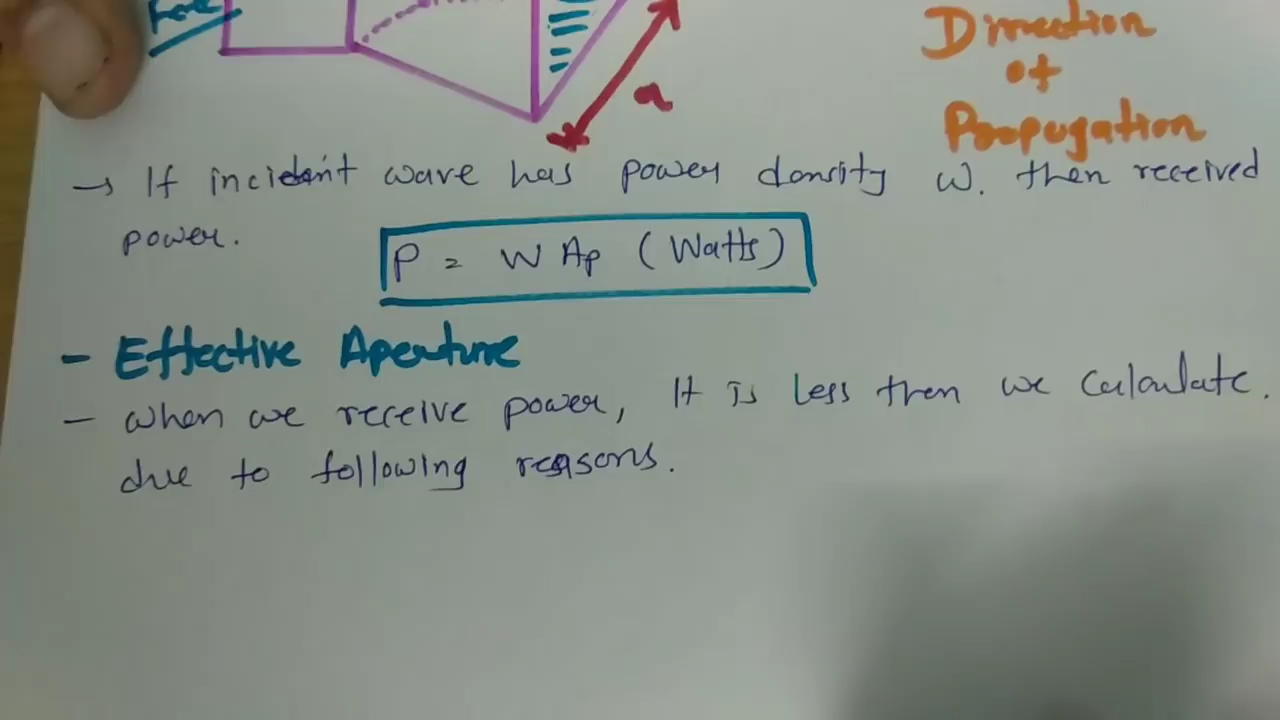 a
Direction
of
Propugation
→ If incident wave has power density W. then received
power.
P = W Ap (Watts)
- Effective Aperture
- when we receive power, It is less then we calculate.
due to following reasons.